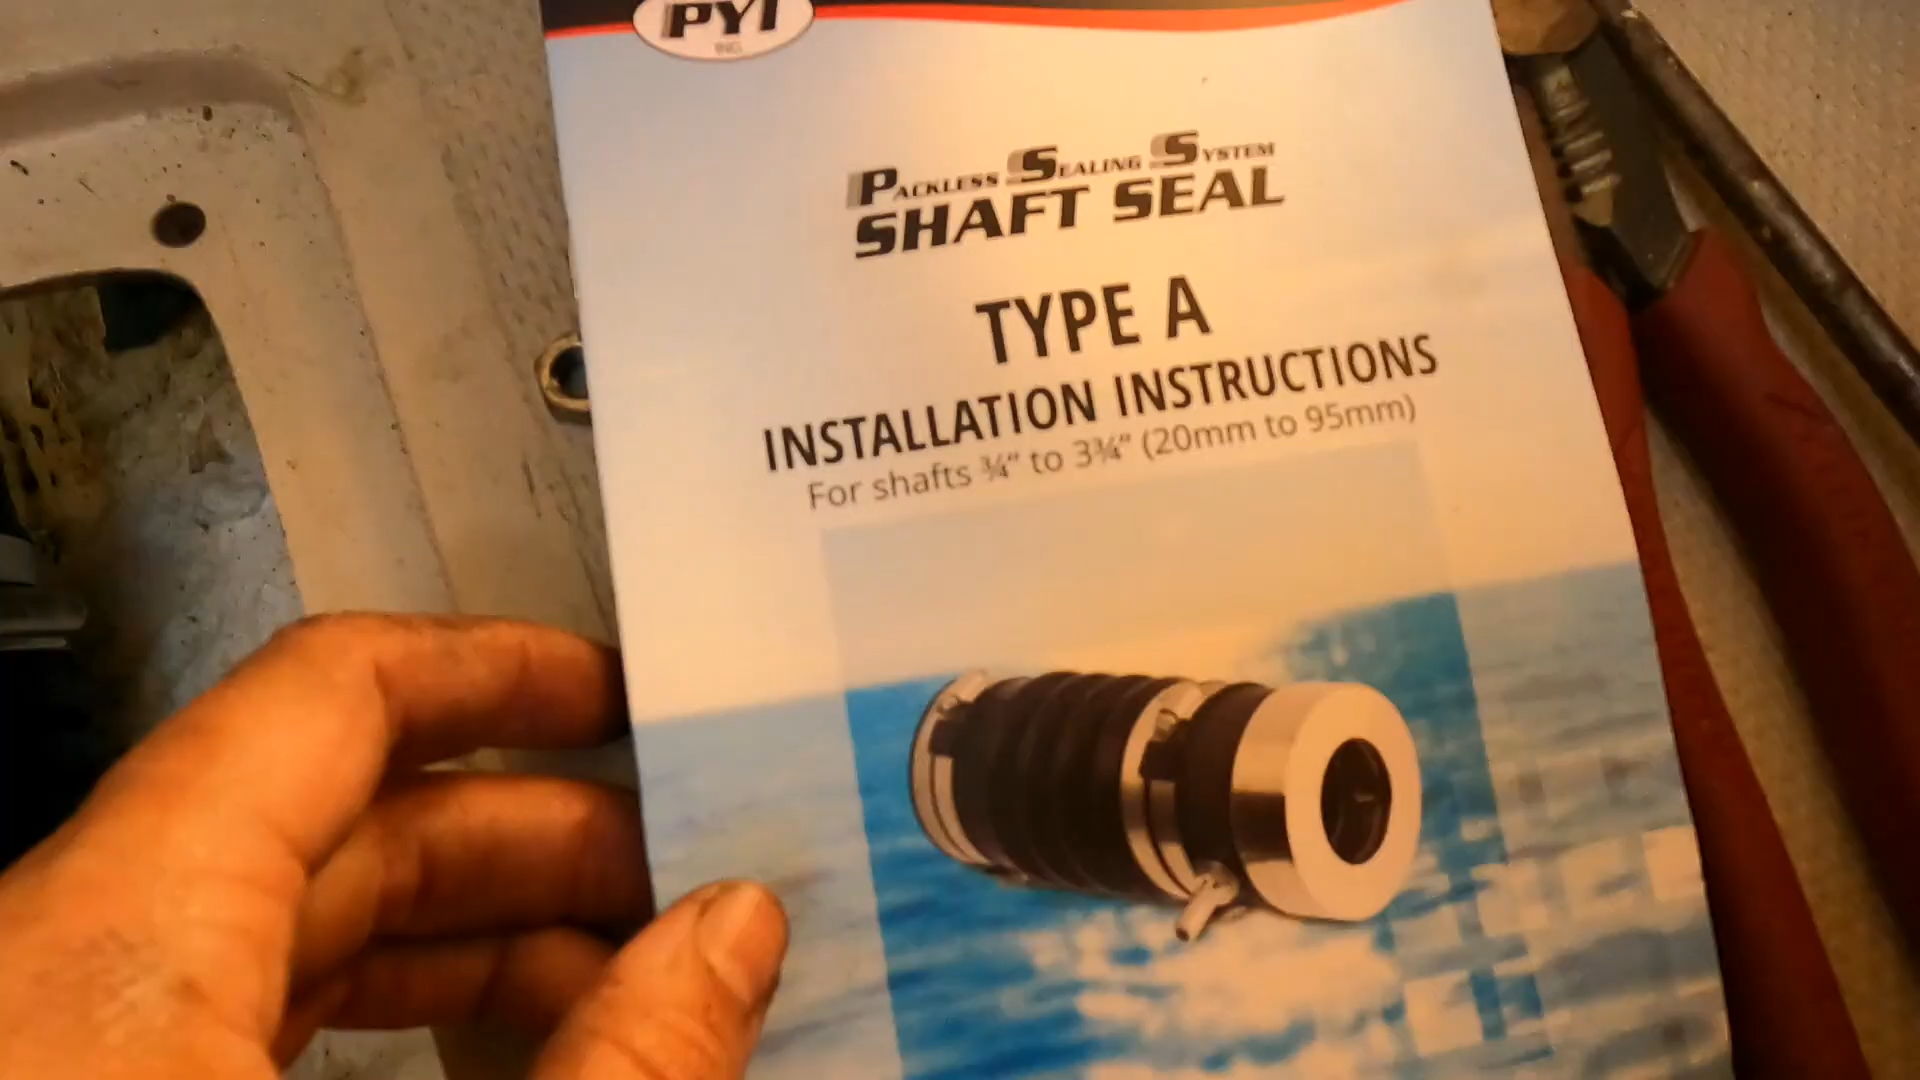 PYI
INC.
PACKLESS SEALING SYSTEM
SHAFT SEAL
TYPE A
INSTALLATION INSTRUCTIONS
For shafts ¾" to 3¾" (20mm to 95mm)